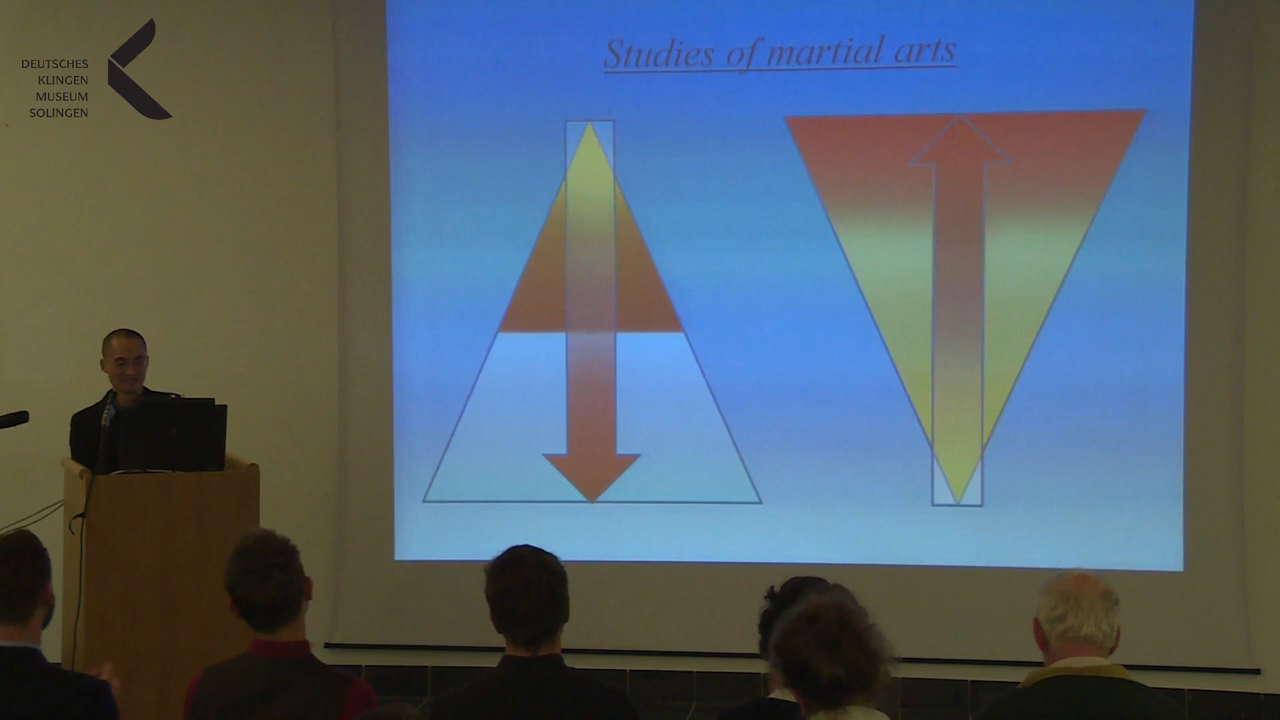 DEUTSCHES
KLINGEN
MUSEUM
SOLINGEN
Studies of martial arts